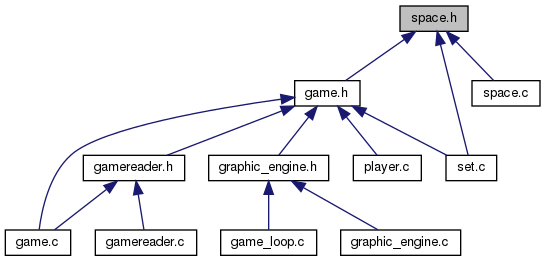 space.h
game.h
space.c
gamereader.h
graphic_engine.h
player.c
set.c
game.c
gamereader.c
game_loop.c
graphic_engine.c